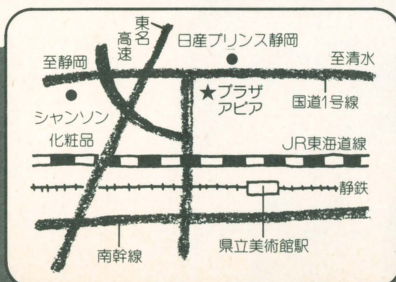 東名
高速
日産プリンス静岡
至静岡
至清水
★プラザ
アピア
国道1号線
シャンソン
化粧品
JR東海道線
静鉄
南幹線
県立美術館駅